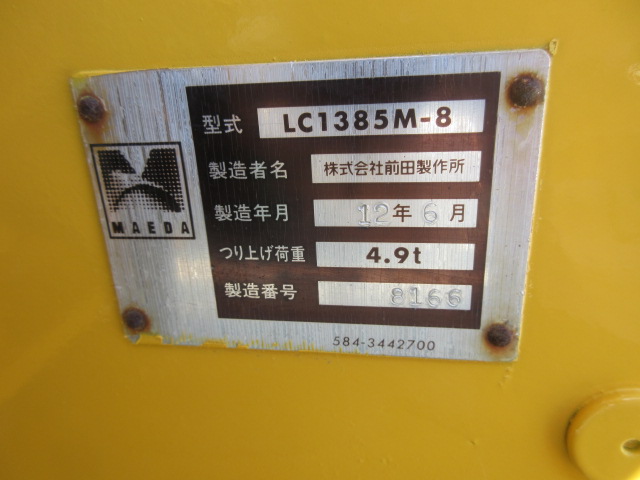 型式 LC1385M-8
製造者名 株式会社前田製作所
MAEDA
製造年月 12年6月
つり上げ荷重 4.9t
製造番号 8166
584-3442700